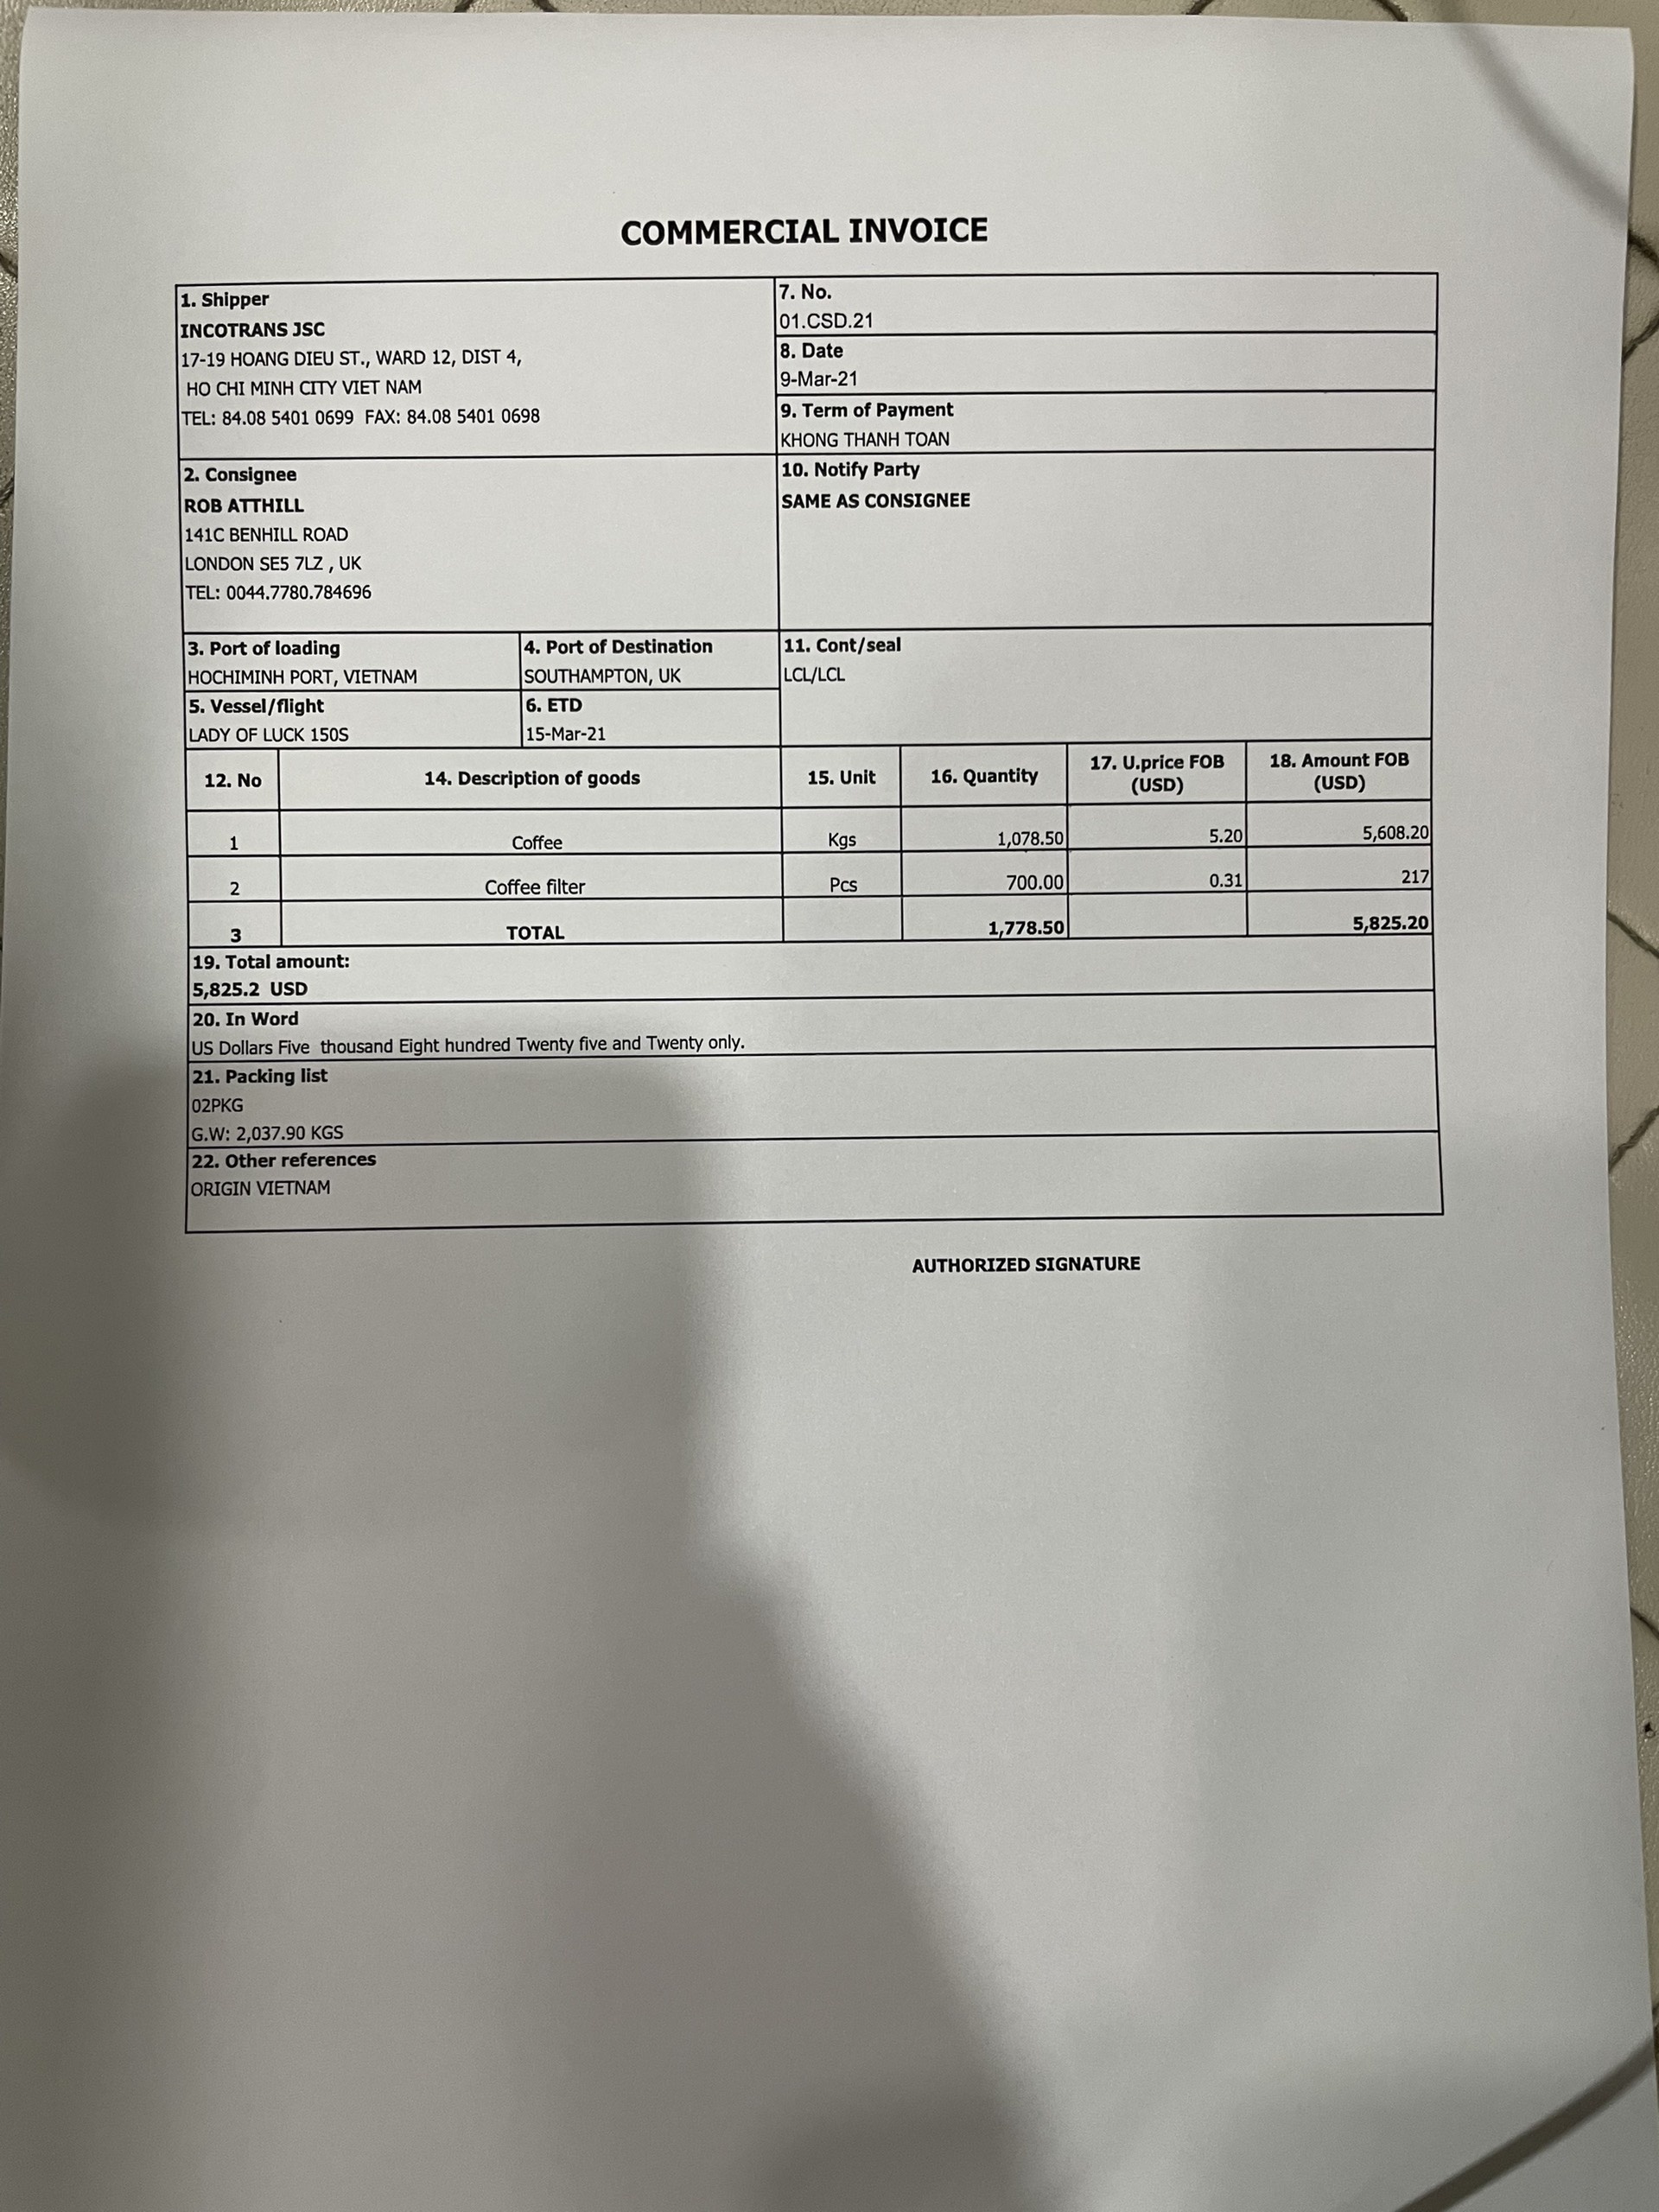 COMMERCIAL INVOICE
1. Shipper
INCOTRANS JSC
17-19 HOANG DIEU ST., WARD 12, DIST 4,
HO CHI MINH CITY VIET NAM
TEL: 84.08 5401 0699 FAX: 84.08 5401 0698
7. No.
01.CSD.21
8. Date
9-Mar-21
9. Term of Payment
KHONG THANH TOAN
2. Consignee
ROB ATTHILL
141C BENHILL ROAD
LONDON SE5 7LZ , UK
TEL: 0044.7780.784696
10. Notify Party
SAME AS CONSIGNEE
3. Port of loading
HOCHIMINH PORT, VIETNAM
4. Port of Destination
SOUTHAMPTON, UK
11. Cont/seal
LCL/LCL
5. Vessel/flight
LADY OF LUCK 150S
6. ETD
15-Mar-21
12. No 14. Description of goods 15. Unit 16. Quantity 17. U.price FOB (USD) 18. Amount FOB (USD)
1 Coffee Kgs 1,078.50 5.20 5,608.20
2 Coffee filter Pcs 700.00 0.31 217
3 TOTAL 1,778.50 5,825.20
19. Total amount:
5,825.2 USD
20. In Word
US Dollars Five thousand Eight hundred Twenty five and Twenty only.
21. Packing list
02PKG
G.W: 2,037.90 KGS
22. Other references
ORIGIN VIETNAM
AUTHORIZED SIGNATURE